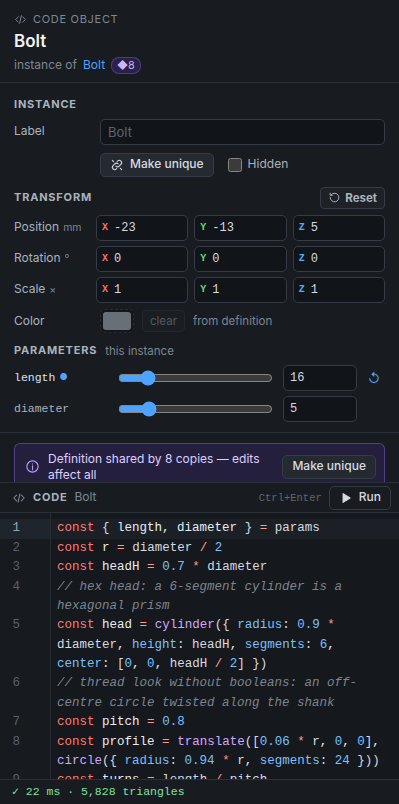 </> CODE OBJECT
Bolt
instance of Bolt ◆8
INSTANCE
Label Bolt
Make unique Hidden
TRANSFORM Reset
Position mm X -23 Y -13 Z 5
Rotation ° X 0 Y 0 Z 0
Scale × X 1 Y 1 Z 1
Color clear from definition
PARAMETERS this instance
length 16
diameter 5
Definition shared by 8 copies — edits
affect all
Make unique
</> CODE Bolt Ctrl+Enter Run
1 const { length, diameter } = params
2 const r = diameter / 2
3 const headH = 0.7 * diameter
4 // hex head: a 6-segment cylinder is a
hexagonal prism
5 const head = cylinder({ radius: 0.9 *
diameter, height: headH, segments: 6,
center: [0, 0, headH / 2] })
6 // thread look without booleans: an off-
centre circle twisted along the shank
7 const pitch = 0.8
8 const profile = translate([0.06 * r, 0, 0],
circle({ radius: 0.94 * r, segments: 24 }))
9 const turns = length / pitch
✓ 22 ms · 5,828 triangles